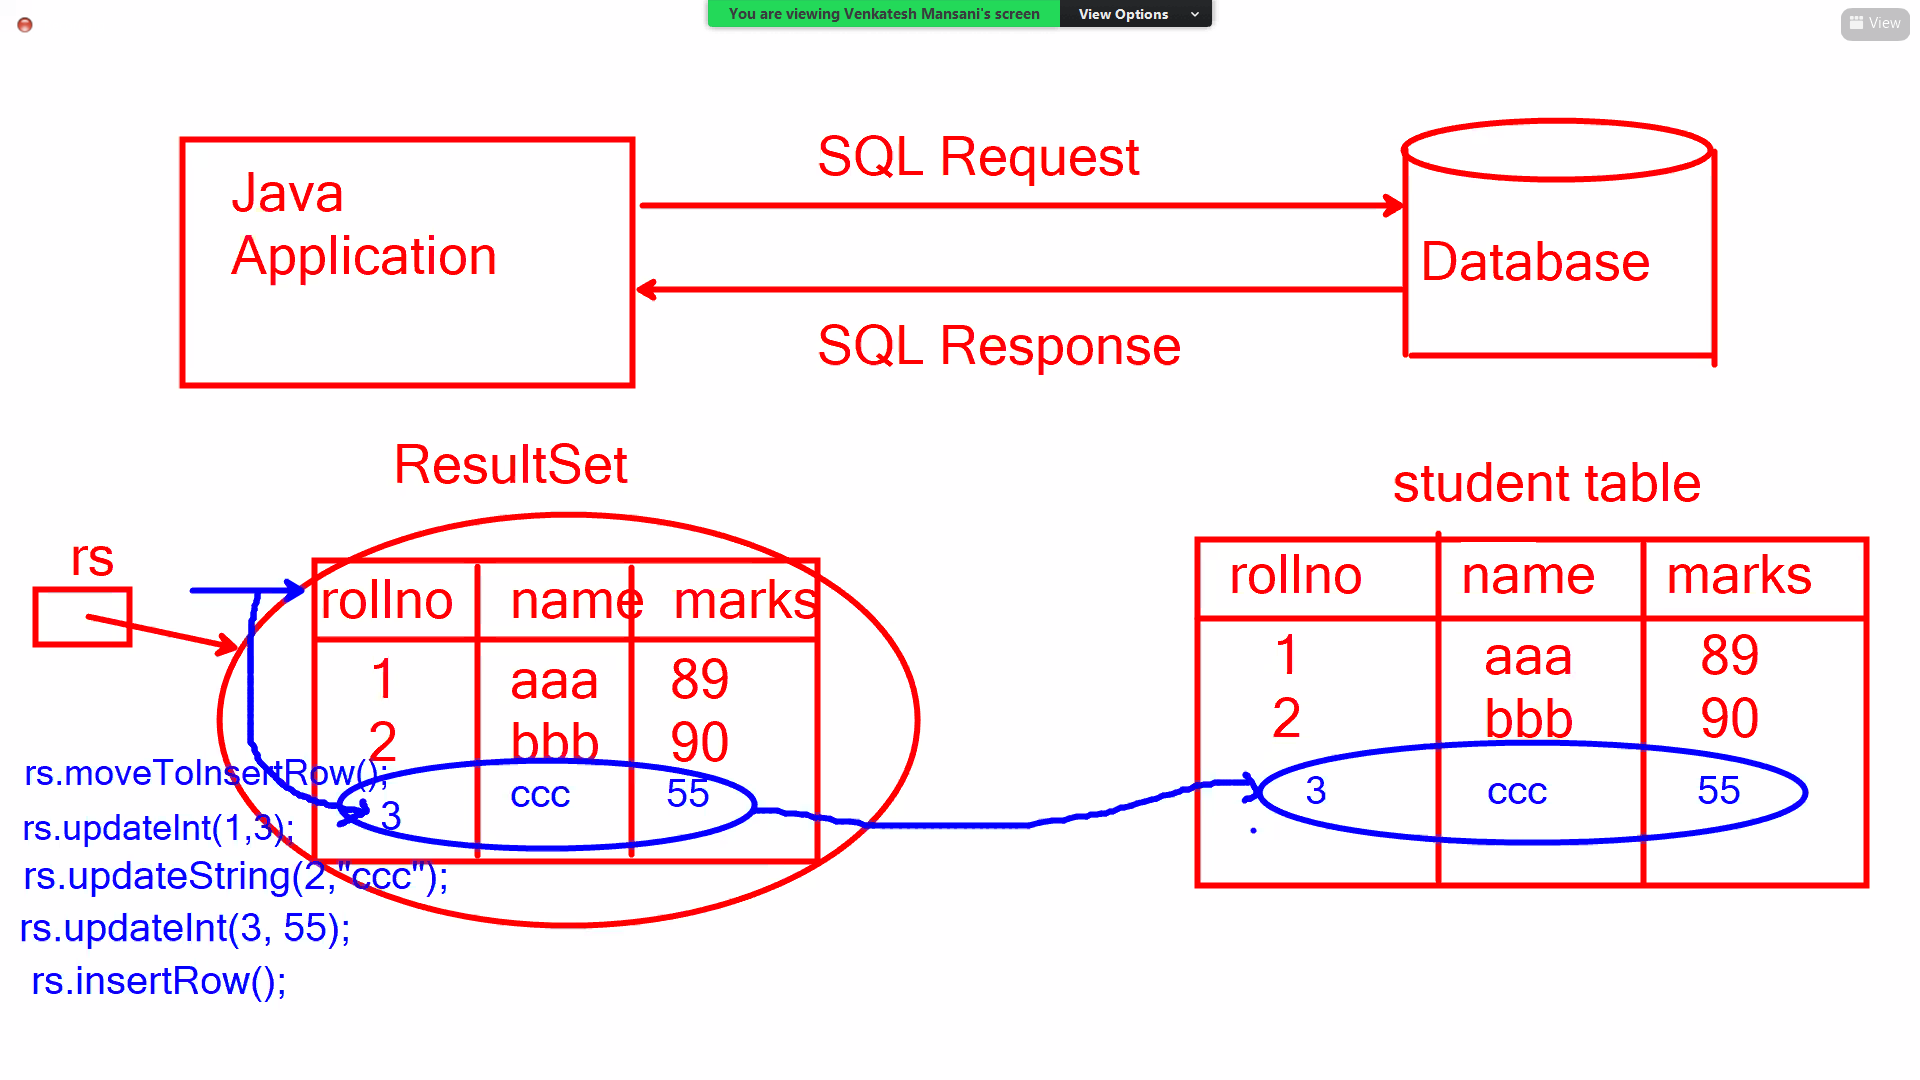 You are viewing Venkatesh Mansani's screen
View Options
View
Java
Application
SQL Request
SQL Response
Database
ResultSet
rs
rollno name marks
1 aaa 89
2 bbb 90
3 ccc 55
student table
rollno name marks
1 aaa 89
2 bbb 90
3 ccc 55
rs.moveToInsertRow();
rs.updateInt(1,3);
rs.updateString(2,"ccc");
rs.updateInt(3, 55);
rs.insertRow();